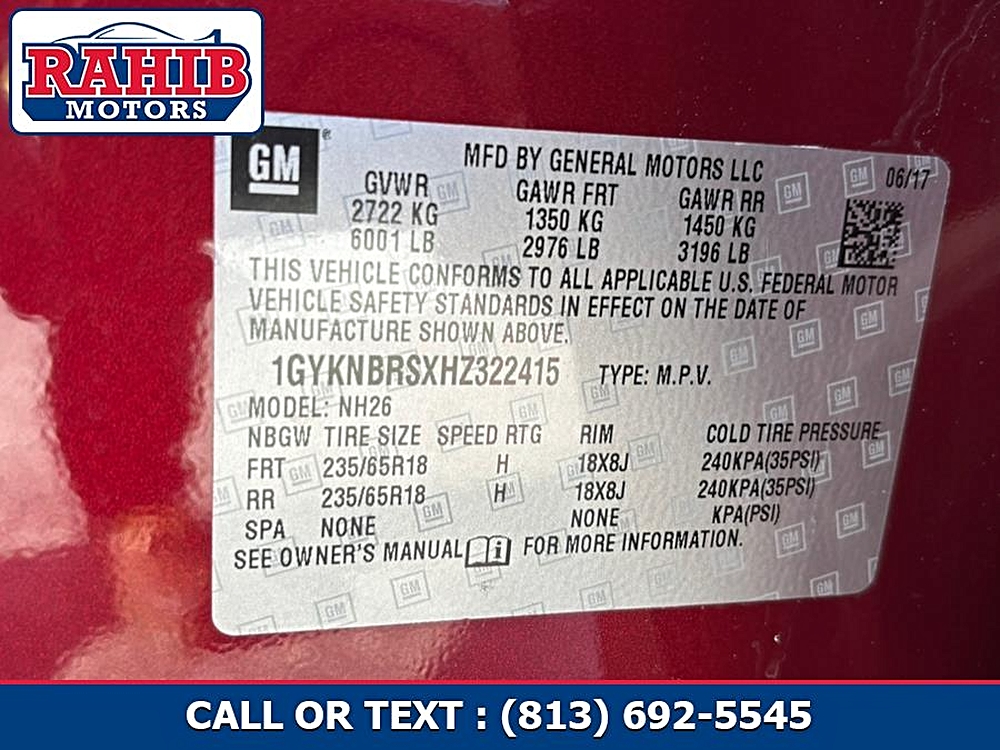 RAHIB
MOTORS
GM
MFD BY GENERAL MOTORS LLC
06/17
GVWR GAWR FRT GAWR RR
2722 KG 1350 KG 1450 KG
6001 LB 2976 LB 3196 LB
THIS VEHICLE CONFORMS TO ALL APPLICABLE U.S. FEDERAL MOTOR
VEHICLE SAFETY STANDARDS IN EFFECT ON THE DATE OF
MANUFACTURE SHOWN ABOVE.
1GYKNBRSXHZ322415 TYPE: M.P.V.
MODEL: NH26
NBGW TIRE SIZE SPEED RTG RIM COLD TIRE PRESSURE
FRT 235/65R18 H 18X8J 240KPA(35PSI)
RR 235/65R18 H 18X8J 240KPA(35PSI)
SPA NONE NONE KPA(PSI)
SEE OWNER'S MANUAL i FOR MORE INFORMATION.
CALL OR TEXT : (813) 692-5545